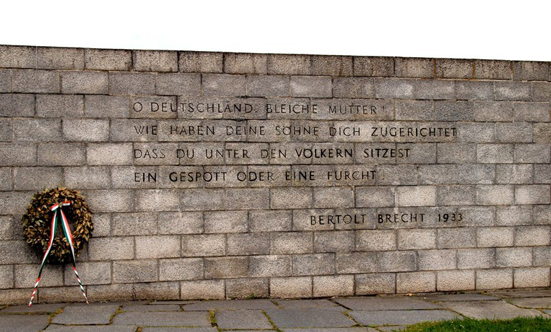 O DEUTSCHLAND, BLEICHE MUTTER!
WIE HABEN DEINE SÖHNE DICH ZUGERICHTET
DASS DU UNTER DEN VÖLKERN SITZEST
EIN GESPÖTT ODER EINE FURCHT!
BERTOLT BRECHT 1933